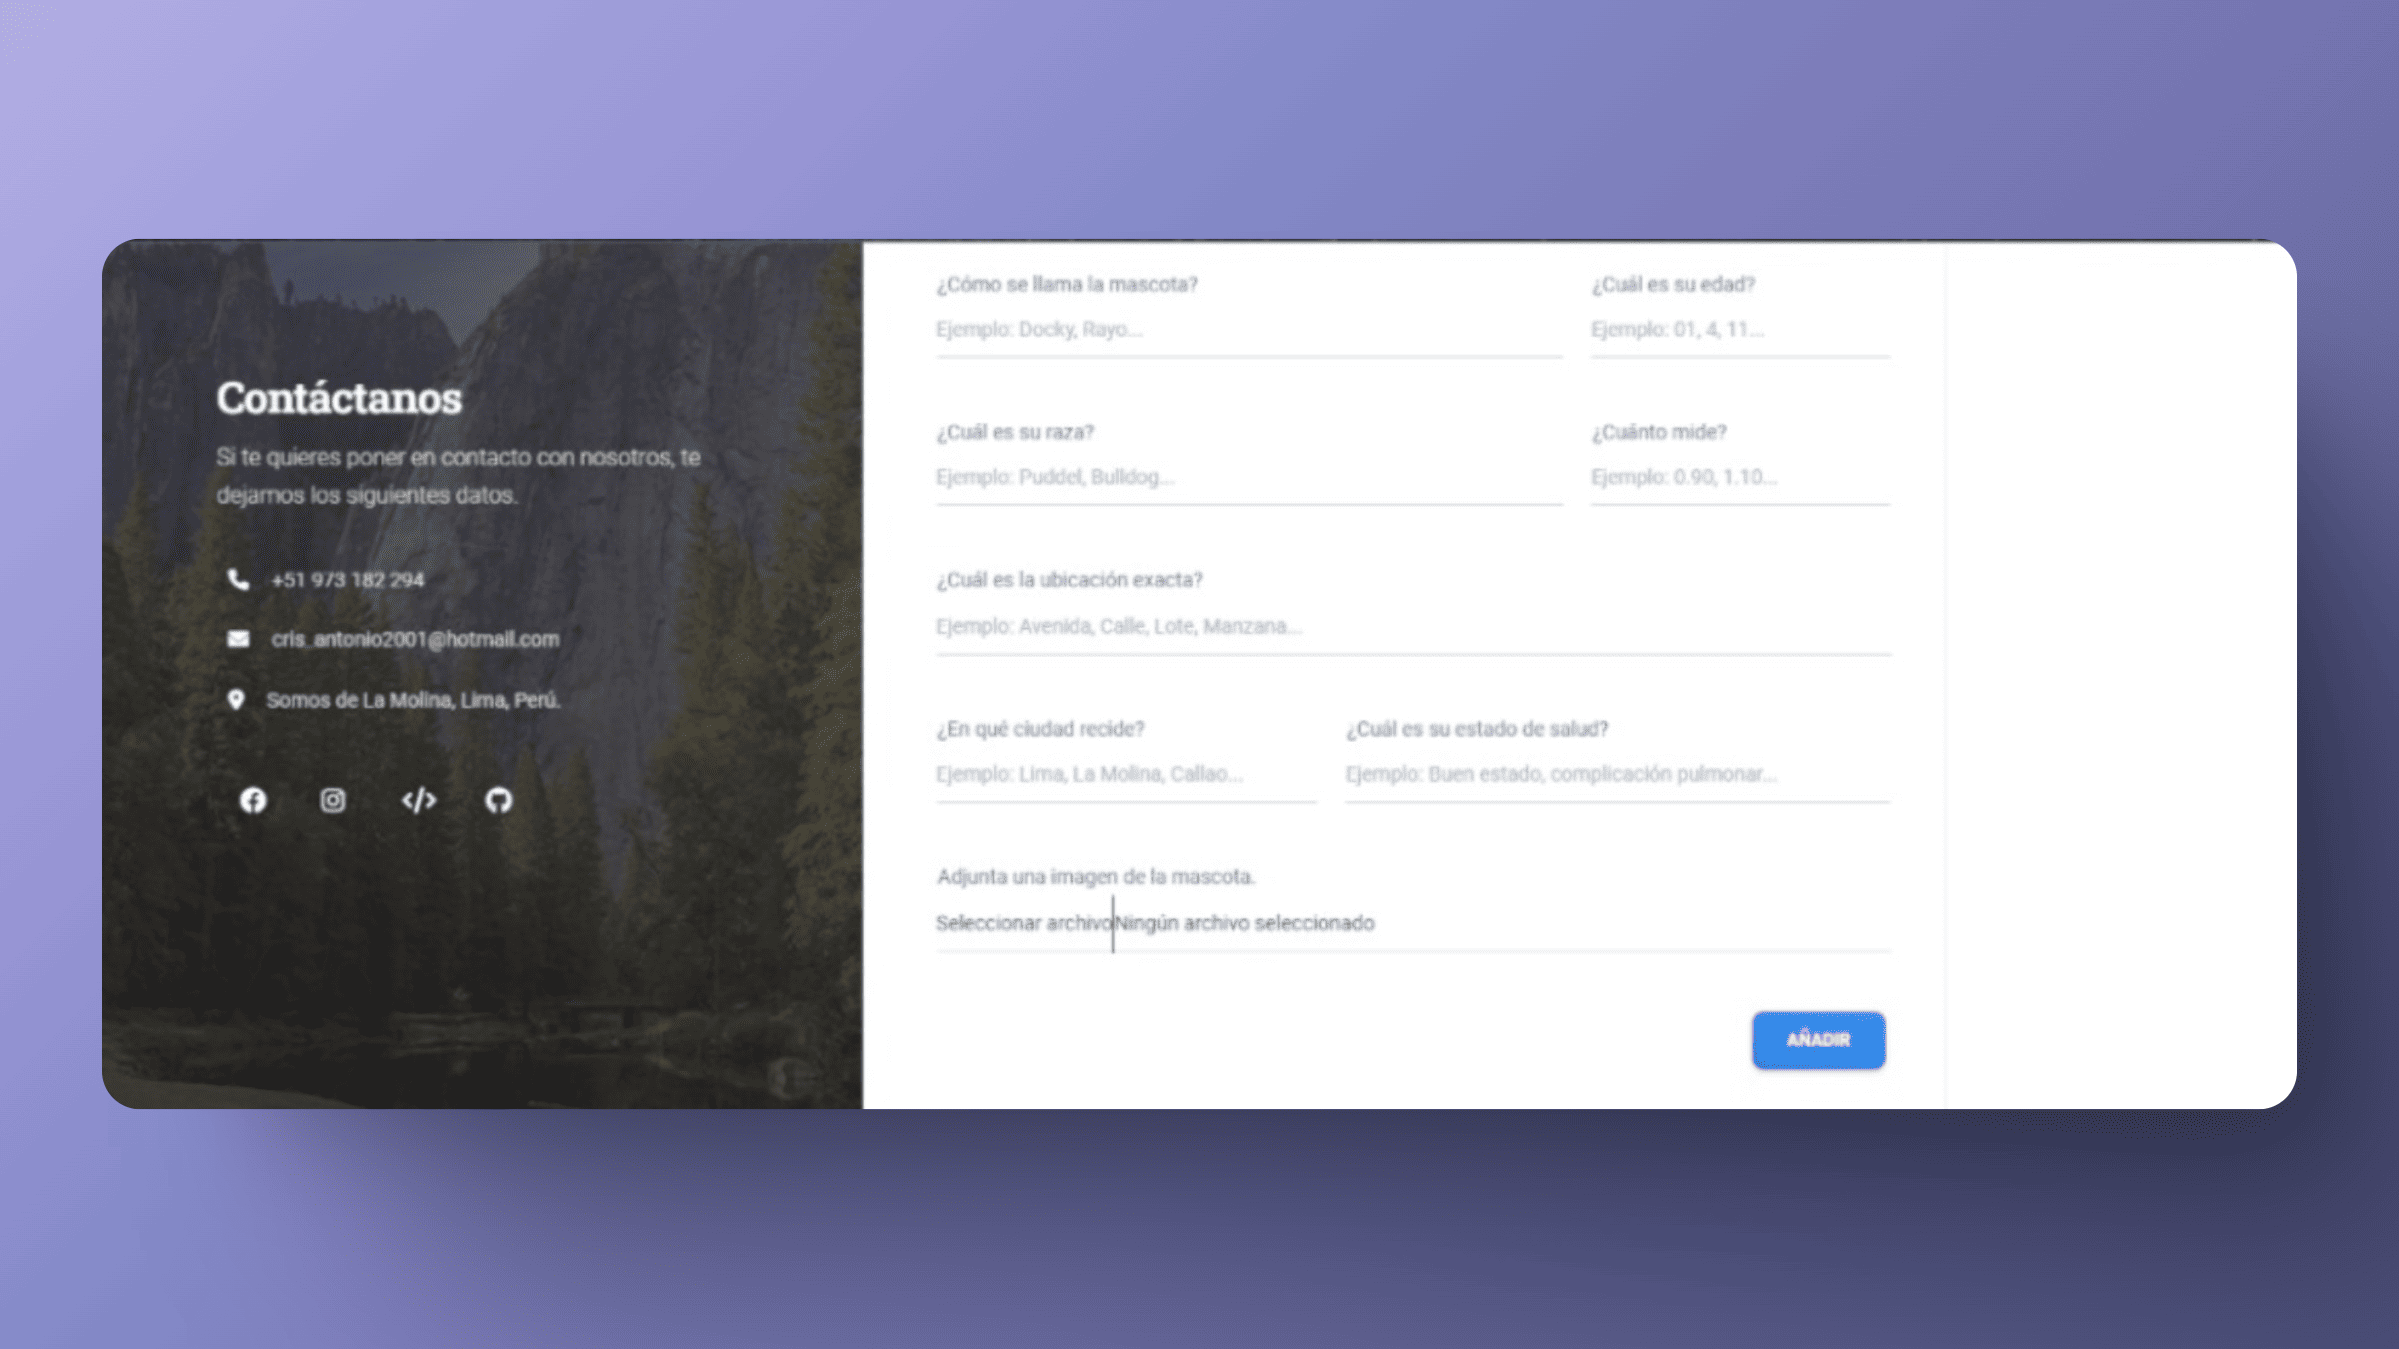 Contáctanos
Si te quieres poner en contacto con nosotros, te
dejamos los siguientes datos.
+51 973 182 294
cris_antonio2001@hotmail.com
Somos de La Molina, Lima, Perú.
¿Cómo se llama la mascota?
Ejemplo: Docky, Rayo...
¿Cuál es su edad?
Ejemplo: 01, 4, 11...
¿Cuál es su raza?
Ejemplo: Puddel, Bulldog...
¿Cuánto mide?
Ejemplo: 0.90, 1.10...
¿Cuál es la ubicación exacta?
Ejemplo: Avenida, Calle, Lote, Manzana...
¿En qué ciudad recide?
Ejemplo: Lima, La Molina, Callao...
¿Cuál es su estado de salud?
Ejemplo: Buen estado, complicación pulmonar...
Adjunta una imagen de la mascota.
Seleccionar archivo Ningún archivo seleccionado
AÑADIR